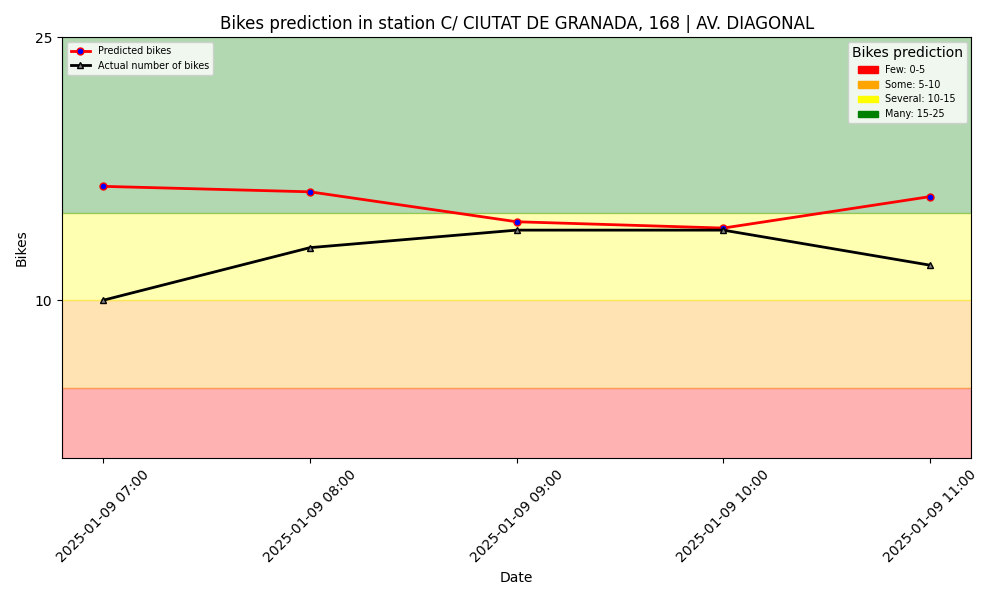 Bikes prediction in station C/ CIUTAT DE GRANADA, 168 | AV. DIAGONAL
25
Predicted bikes
Actual number of bikes
Bikes prediction
Few: 0-5
Some: 5-10
Several: 10-15
Many: 15-25
Bikes
10
2025-01-09 07:00
2025-01-09 08:00
2025-01-09 09:00
2025-01-09 10:00
2025-01-09 11:00
Date